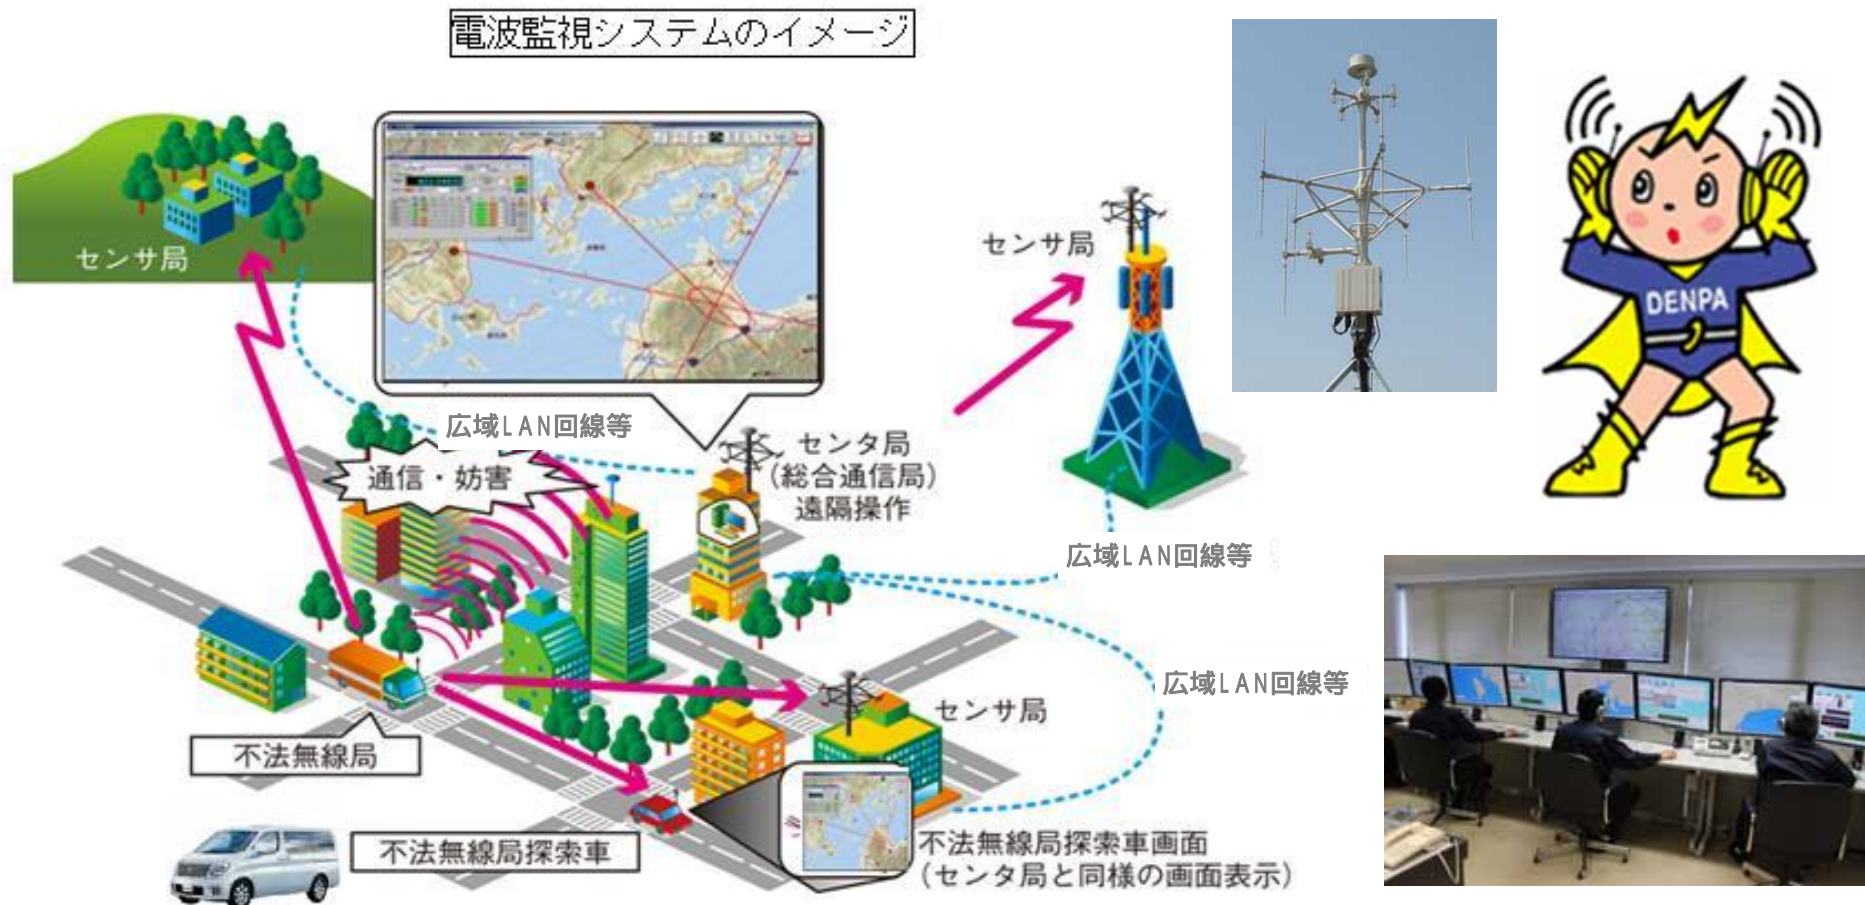 電波監視システムのイメージ
センサ局
センサ局
DENPA
広域LAN回線等
通信・妨害
センタ局
(総合通信局)
遠隔操作
広域LAN回線等
広域LAN回線等
センサ局
不法無線局
不法無線局探索車
不法無線局探索車画面
(センタ局と同様の画面表示)